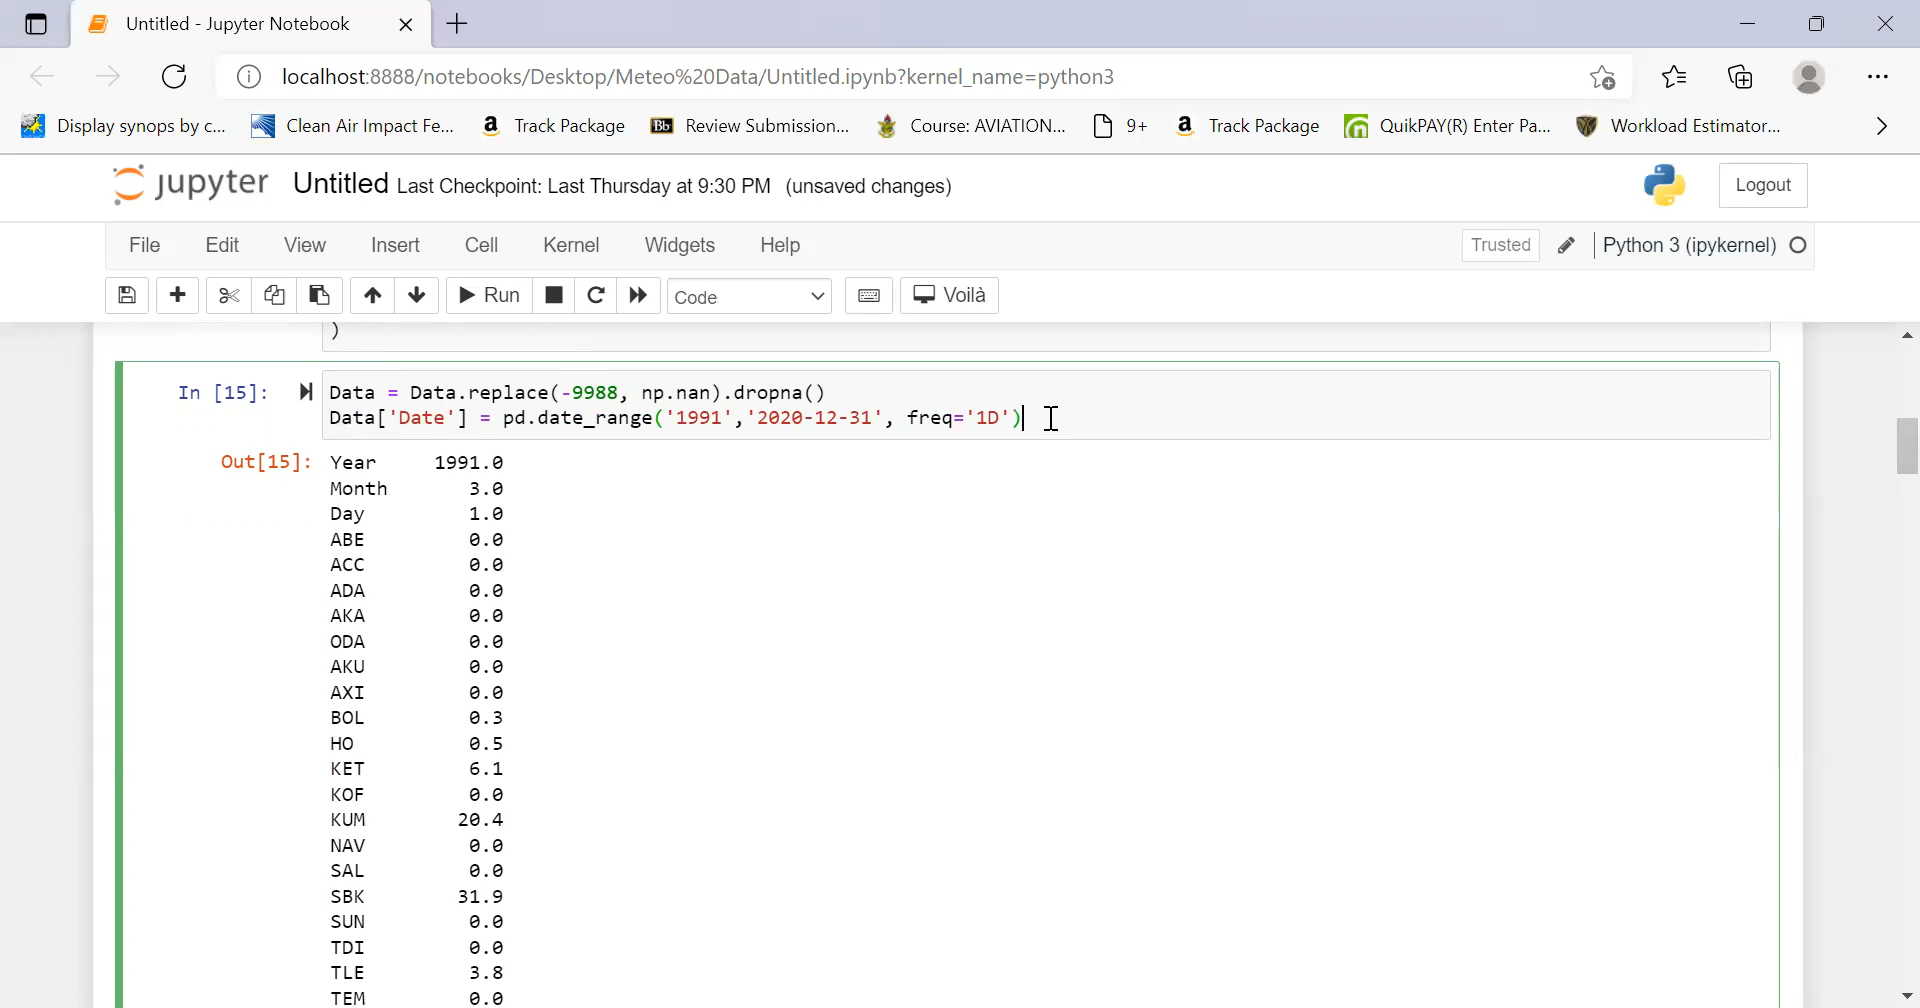 Untitled - Jupyter Notebook
localhost:8888/notebooks/Desktop/Meteo%20Data/Untitled.ipynb?kernel_name=python3
Display synops by c... Clean Air Impact Fe... a Track Package Bb Review Submission... Course: AVIATION... 9+ a Track Package QuikPAY(R) Enter Pa... Workload Estimator...
jupyter Untitled Last Checkpoint: Last Thursday at 9:30 PM (unsaved changes) Logout
File Edit View Insert Cell Kernel Widgets Help Trusted Python 3 (ipykernel)
Run Code Voilà
)
In [15]: Data = Data.replace(-9988, np.nan).dropna()
Data['Date'] = pd.date_range('1991','2020-12-31', freq='1D')
Out[15]: Year 1991.0
Month 3.0
Day 1.0
ABE 0.0
ACC 0.0
ADA 0.0
AKA 0.0
ODA 0.0
AKU 0.0
AXI 0.0
BOL 0.3
HO 0.5
KET 6.1
KOF 0.0
KUM 20.4
NAV 0.0
SAL 0.0
SBK 31.9
SUN 0.0
TDI 0.0
TLE 3.8
TEM 0.0